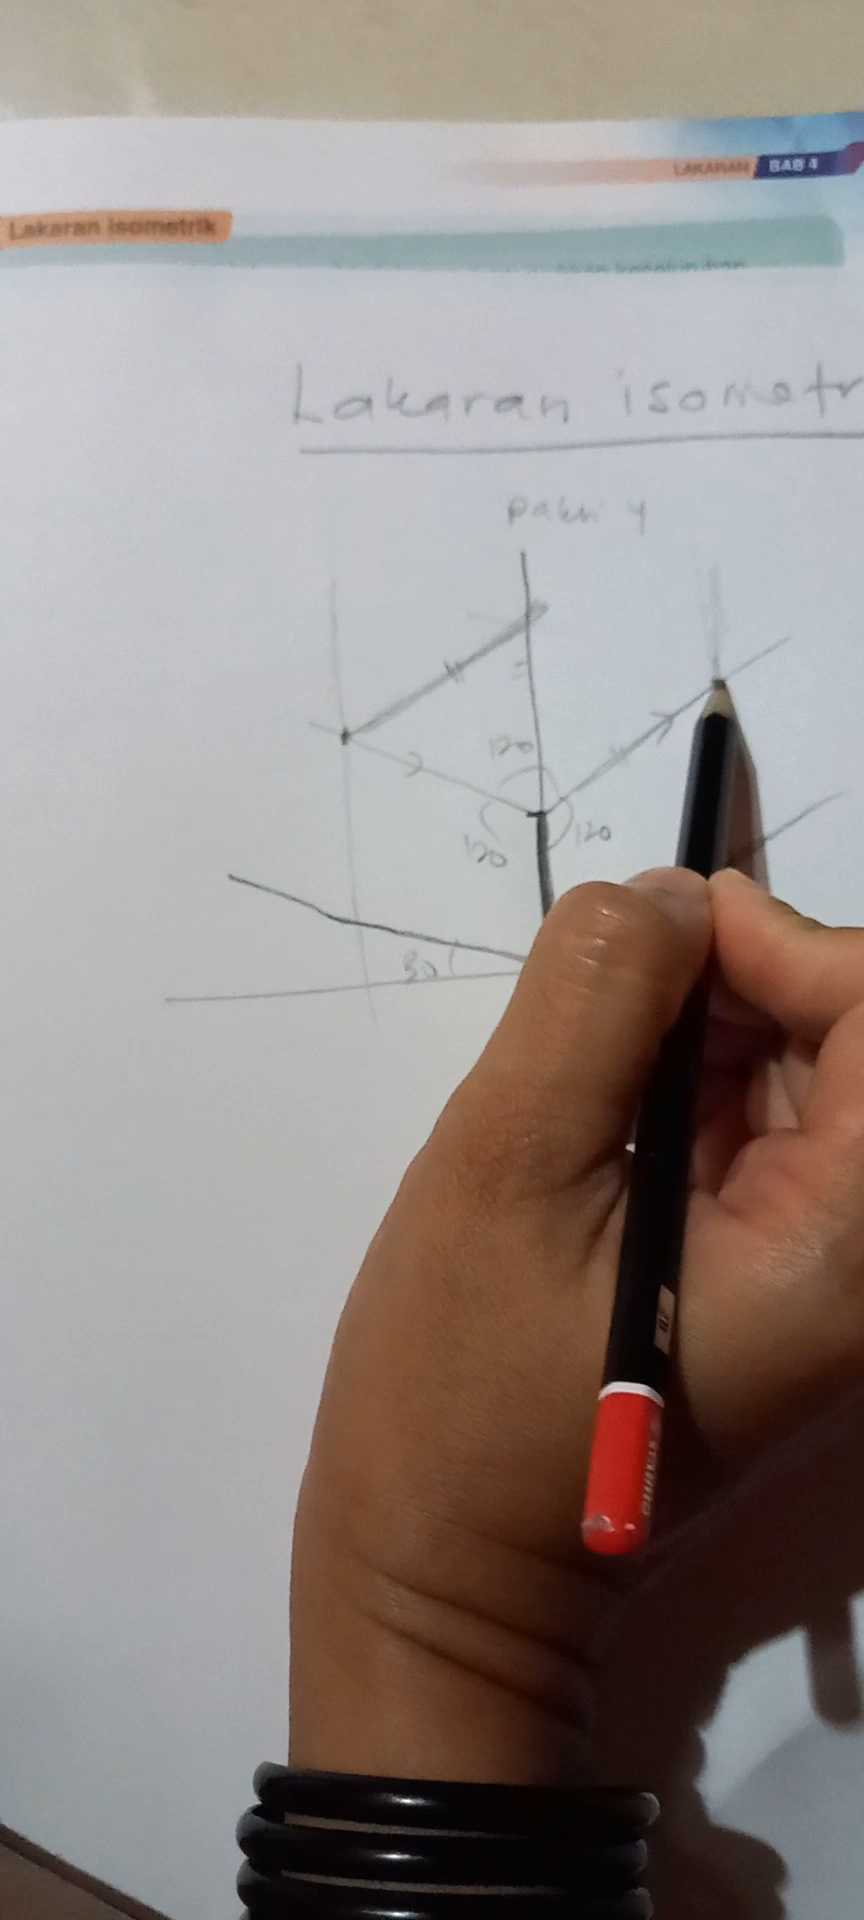 LAKARAN BAB 4
Lakaran isometrik
Lakaran isometr
paksi y
120
120 120
30